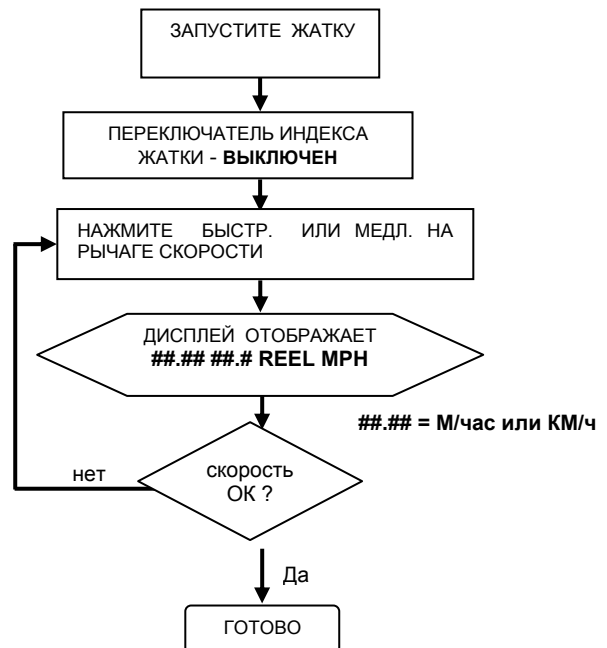 ЗАПУСТИТЕ ЖАТКУ
ПЕРЕКЛЮЧАТЕЛЬ ИНДЕКСА
ЖАТКИ - ВЫКЛЮЧЕН
НАЖМИТЕ БЫСТР. ИЛИ МЕДЛ. НА
РЫЧАГЕ СКОРОСТИ
ДИСПЛЕЙ ОТОБРАЖАЕТ
##.## ##.# REEL MPH
##.## = М/час или КМ/ч
нет
скорость
ОК ?
Да
ГОТОВО